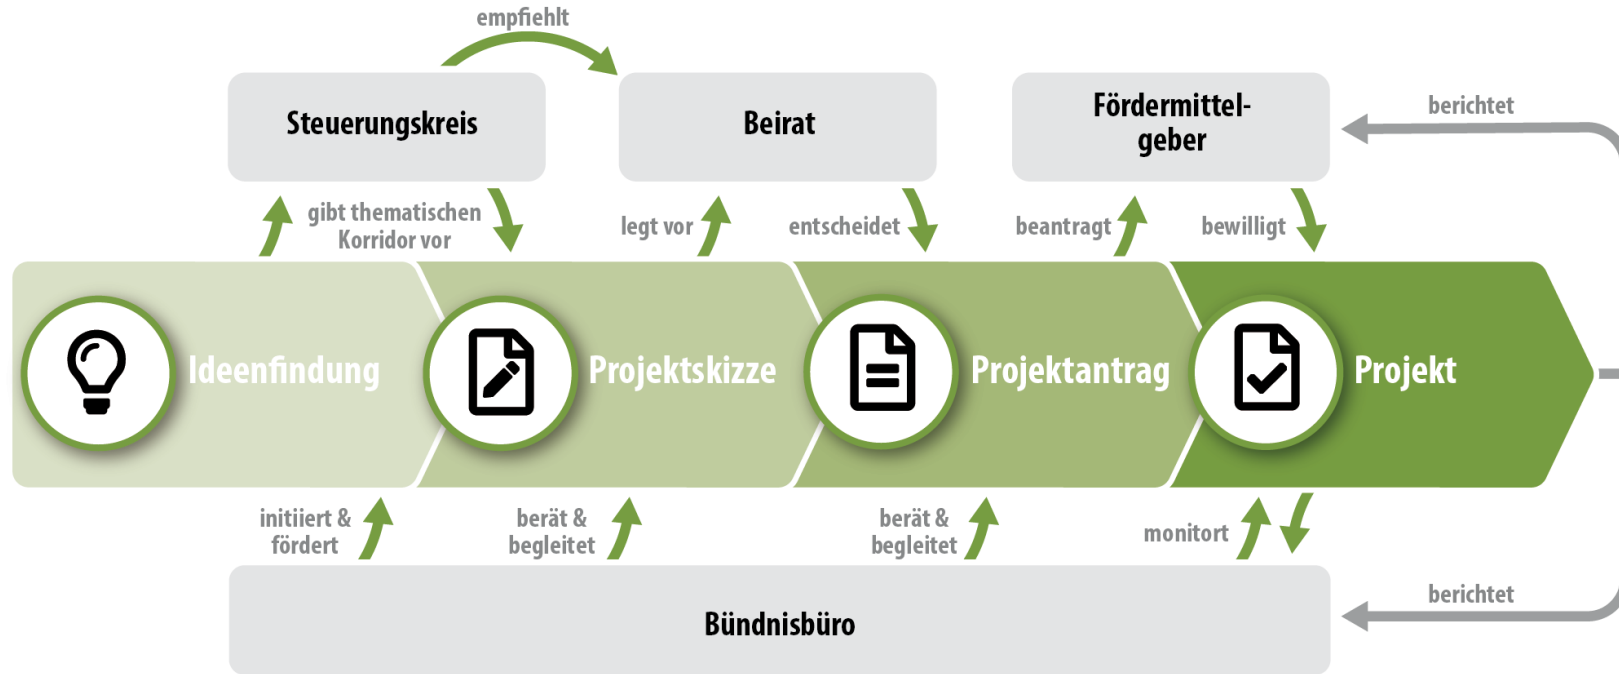 empfiehlt
Steuerungskreis
Beirat
Fördermittel-
geber
berichtet
gibt thematischen
Korridor vor
legt vor
entscheidet
beantragt
bewilligt
Ideenfindung
Projektskizze
Projektantrag
Projekt
initiiert &
fördert
berät &
begleitet
berät &
begleitet
monitort
berichtet
Bündnisbüro